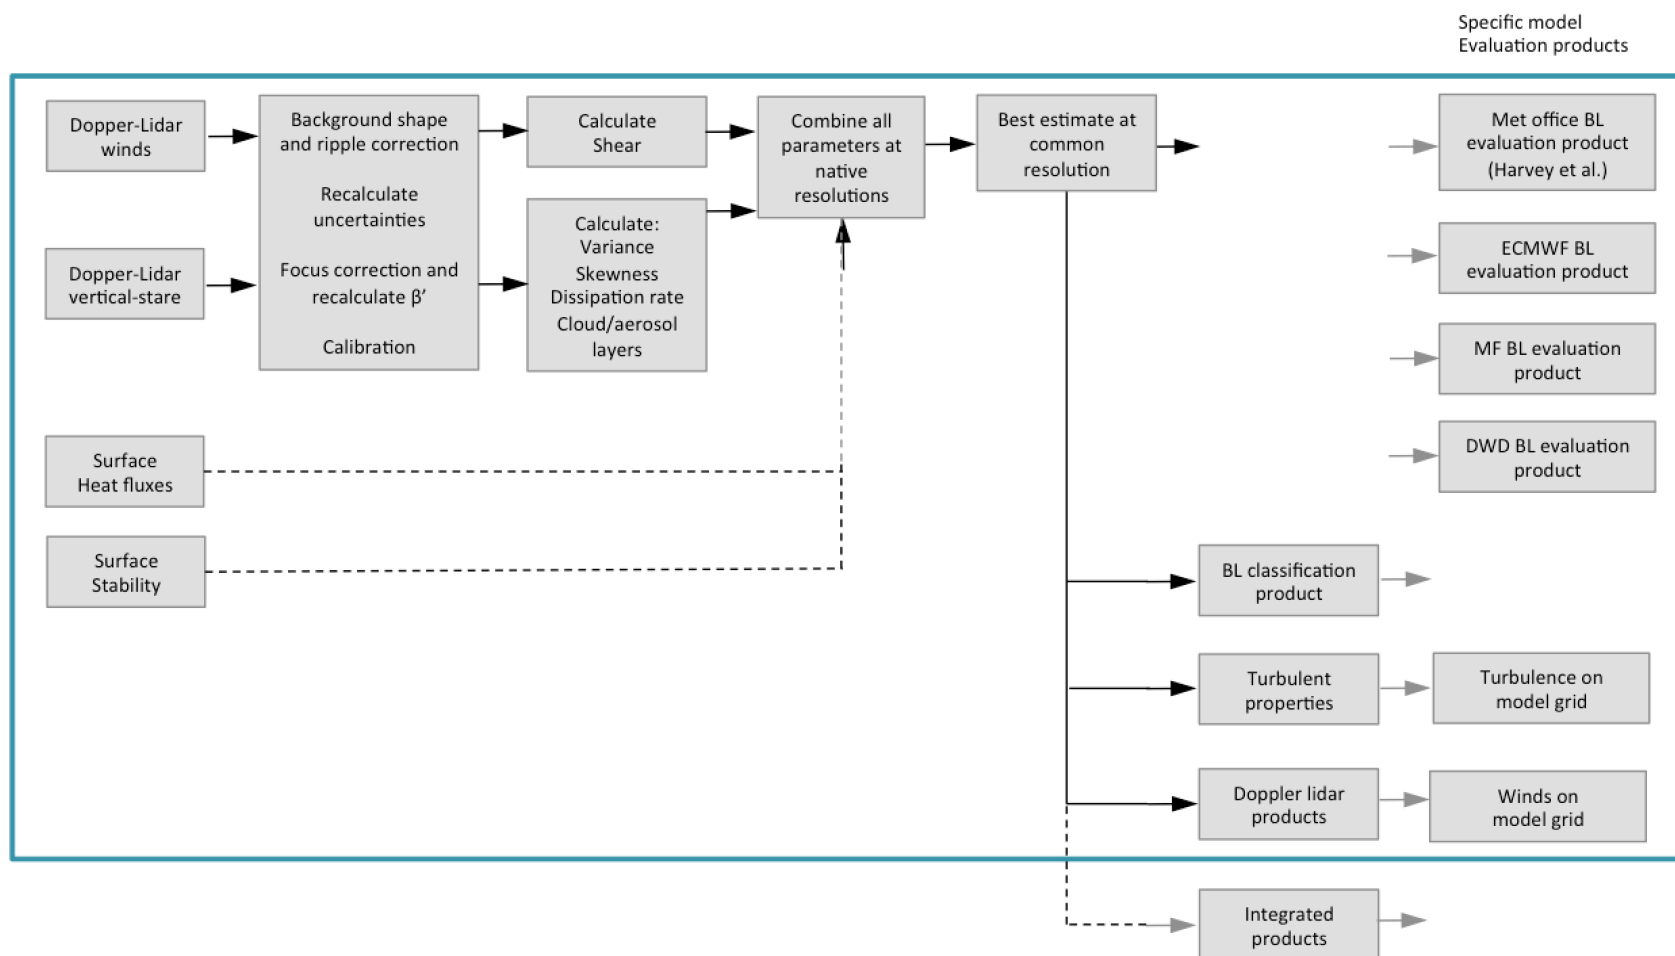 Specific model
Evaluation products
Dopper-Lidar
winds
Background shape
and ripple correction
Recalculate
uncertainties
Focus correction and
recalculate β’
Calibration
Calculate
Shear
Combine all
parameters at
native
resolutions
Best estimate at
common
resolution
Met office BL
evaluation product
(Harvey et al.)
Dopper-Lidar
vertical-stare
Calculate:
Variance
Skewness
Dissipation rate
Cloud/aerosol
layers
ECMWF BL
evaluation product
MF BL evaluation
product
DWD BL evaluation
product
Surface
Heat fluxes
Surface
Stability
BL classification
product
Turbulent
properties
Turbulence on
model grid
Doppler lidar
products
Winds on
model grid
Integrated
products